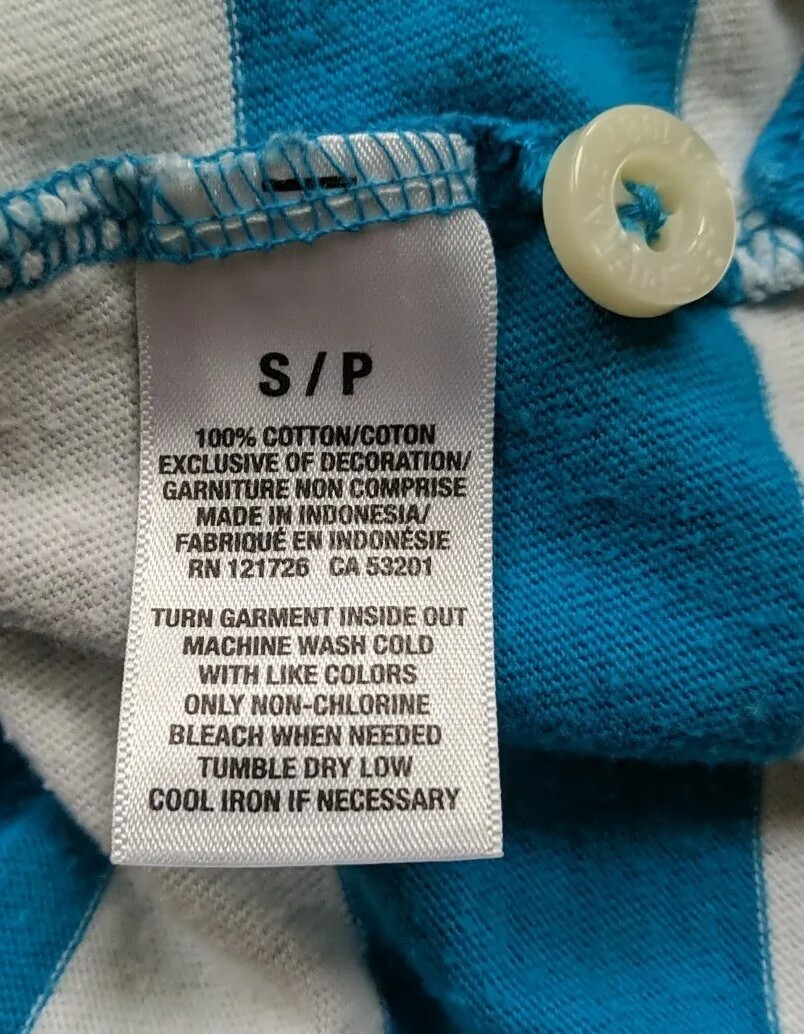 S / P
100% COTTON/COTON
EXCLUSIVE OF DECORATION/
GARNITURE NON COMPRISE
MADE IN INDONESIA/
FABRIQUÉ EN INDONÉSIE
RN 121726 CA 53201
TURN GARMENT INSIDE OUT
MACHINE WASH COLD
WITH LIKE COLORS
ONLY NON-CHLORINE
BLEACH WHEN NEEDED
TUMBLE DRY LOW
COOL IRON IF NECESSARY